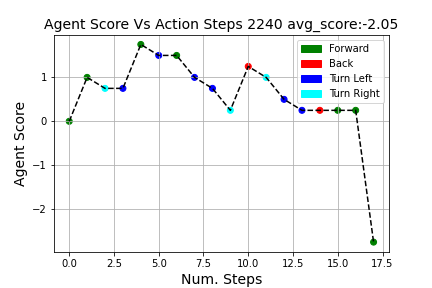 Agent Score Vs Action Steps 2240 avg_score:-2.05
Forward
Back
Turn Left
Turn Right
Agent Score
1
0
−1
−2
0.0 2.5 5.0 7.5 10.0 12.5 15.0 17.5
Num. Steps